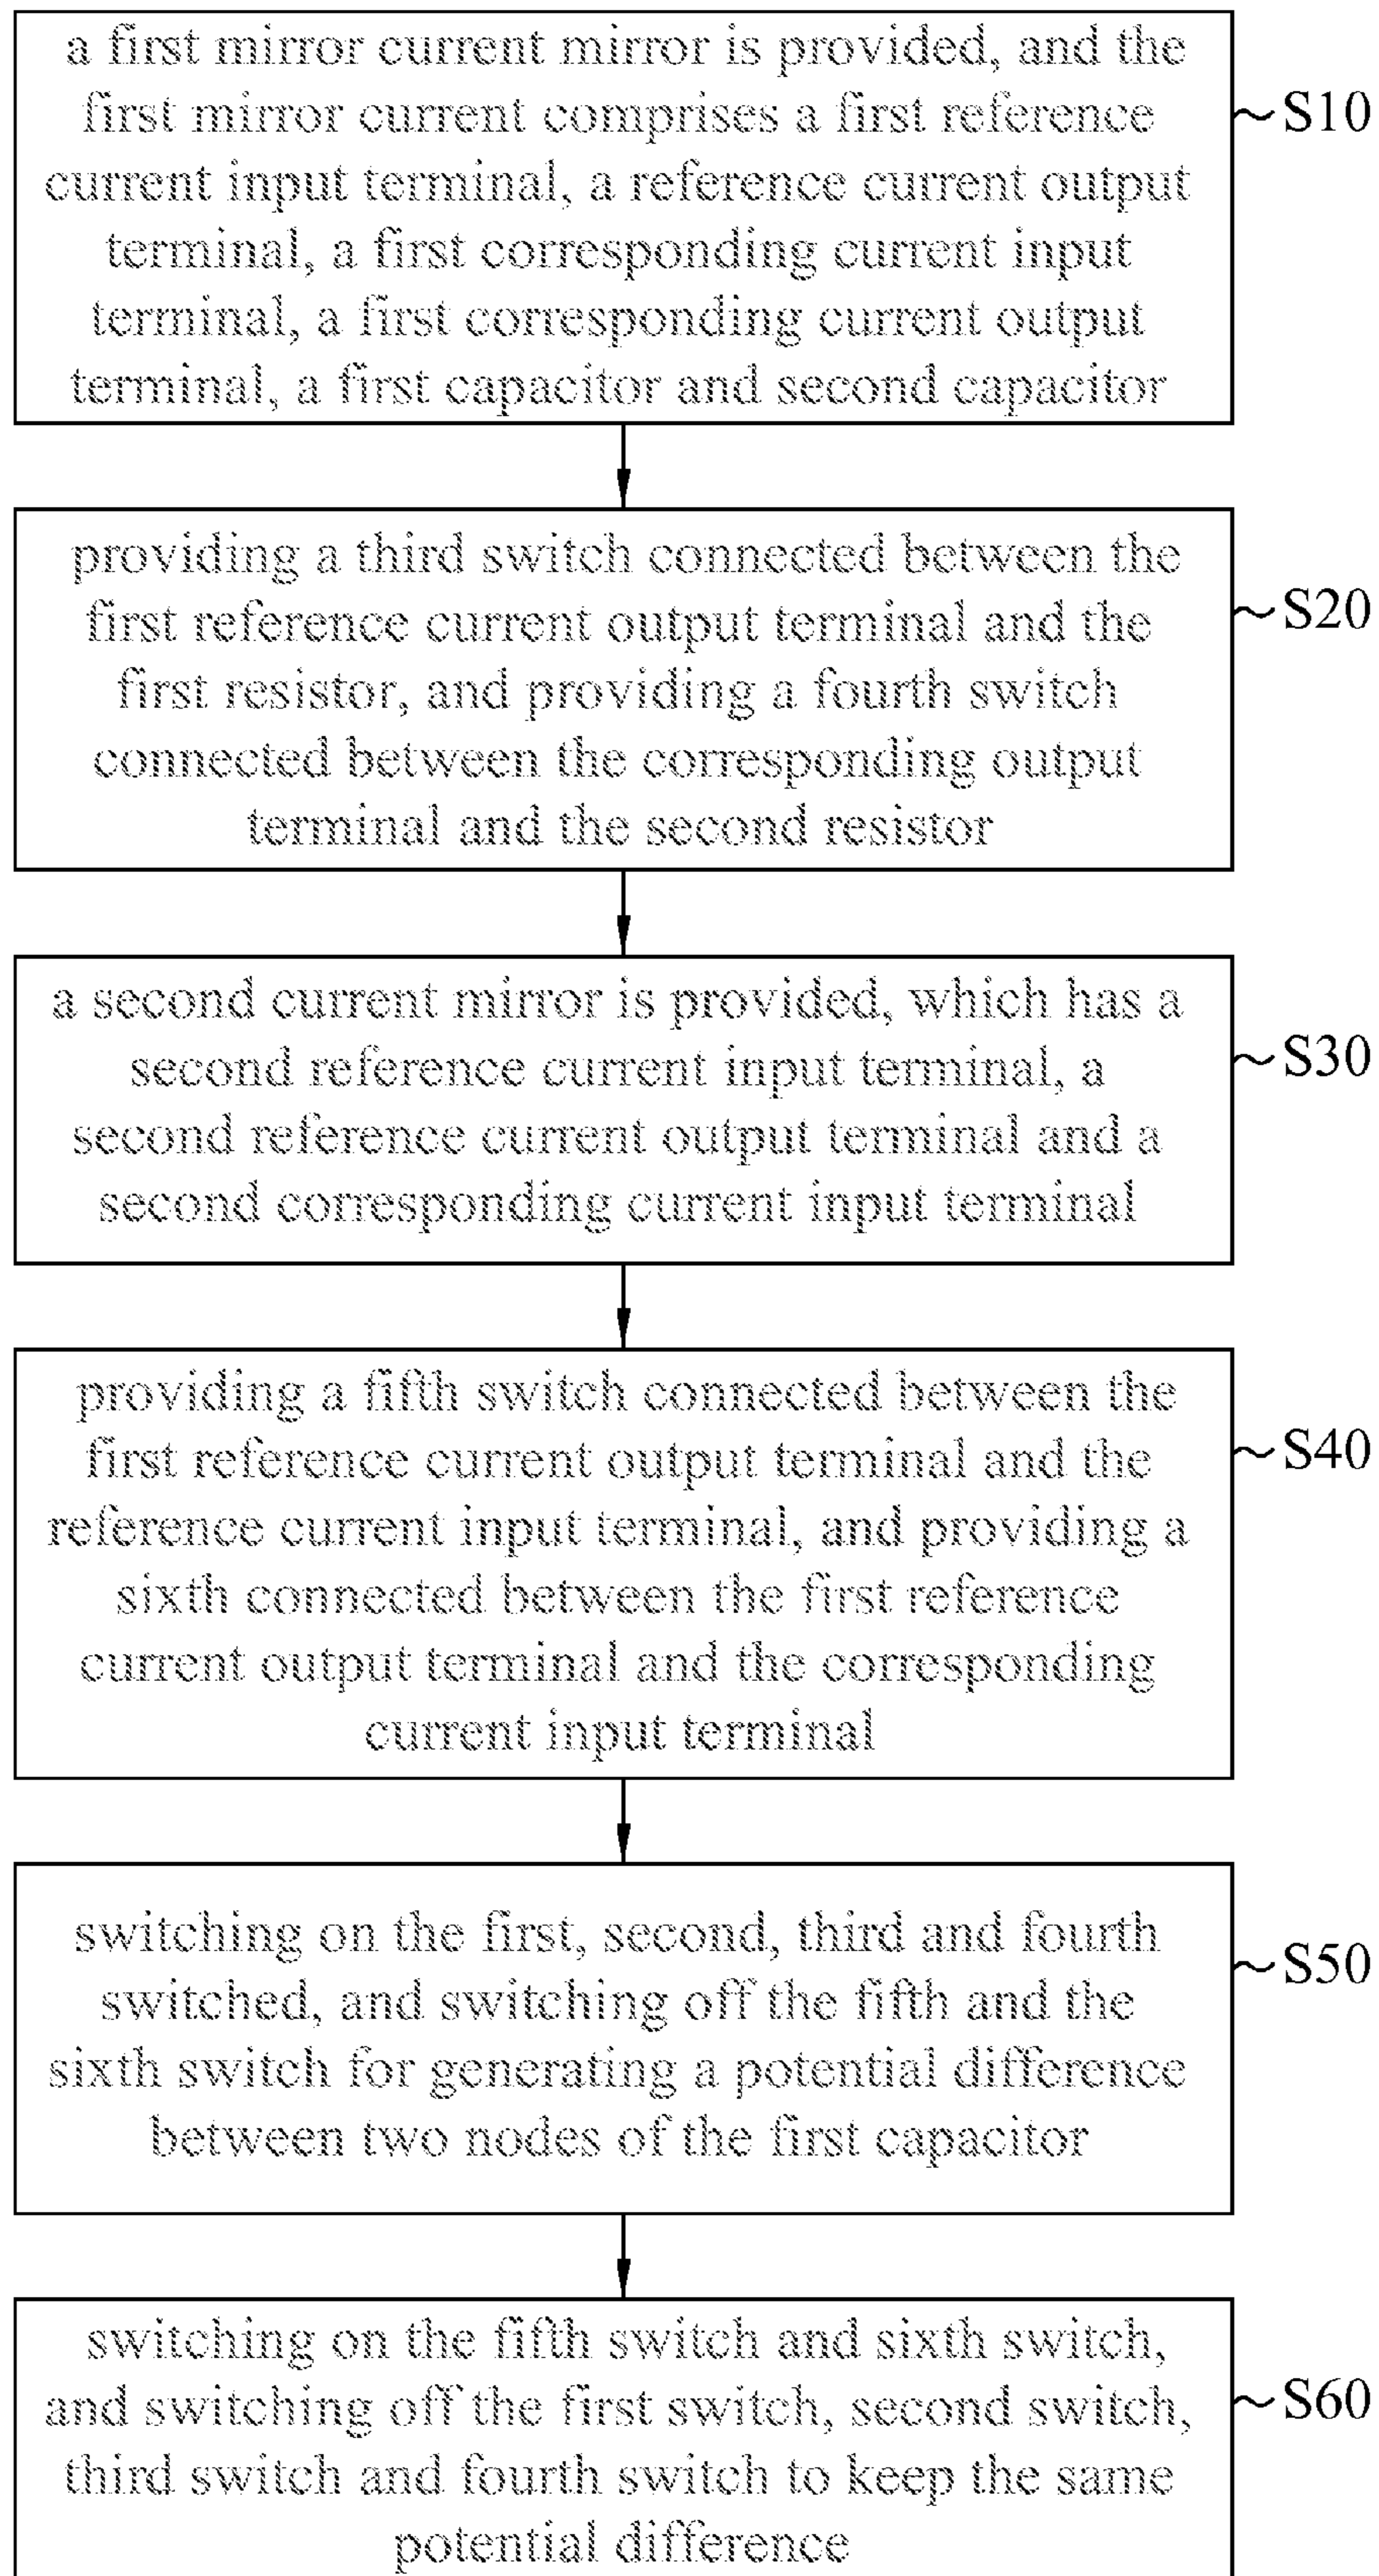 a first mirror current mirror is provided, and the
first mirror current comprises a first reference
current input terminal, a reference current output
terminal, a first corresponding current input
terminal, a first corresponding current output
terminal, a first capacitor and second capacitor
S10
providing a third switch connected between the
first reference current output terminal and the
first resistor, and providing a fourth switch
connected between the corresponding output
terminal and the second resistor
S20
a second current mirror is provided, which has a
second reference current input terminal, a
second reference current output terminal and a
second corresponding current input terminal
S30
providing a fifth switch connected between the
first reference current output terminal and the
reference current input terminal, and providing a
sixth connected between the first reference
current output terminal and the corresponding
current input terminal
S40
switching on the first, second, third and fourth
switched, and switching off the fifth and the
sixth switch for generating a potential difference
between two nodes of the first capacitor
S50
switching on the fifth switch and sixth switch,
and switching off the first switch, second switch,
third switch and fourth switch to keep the same
potential difference
S60